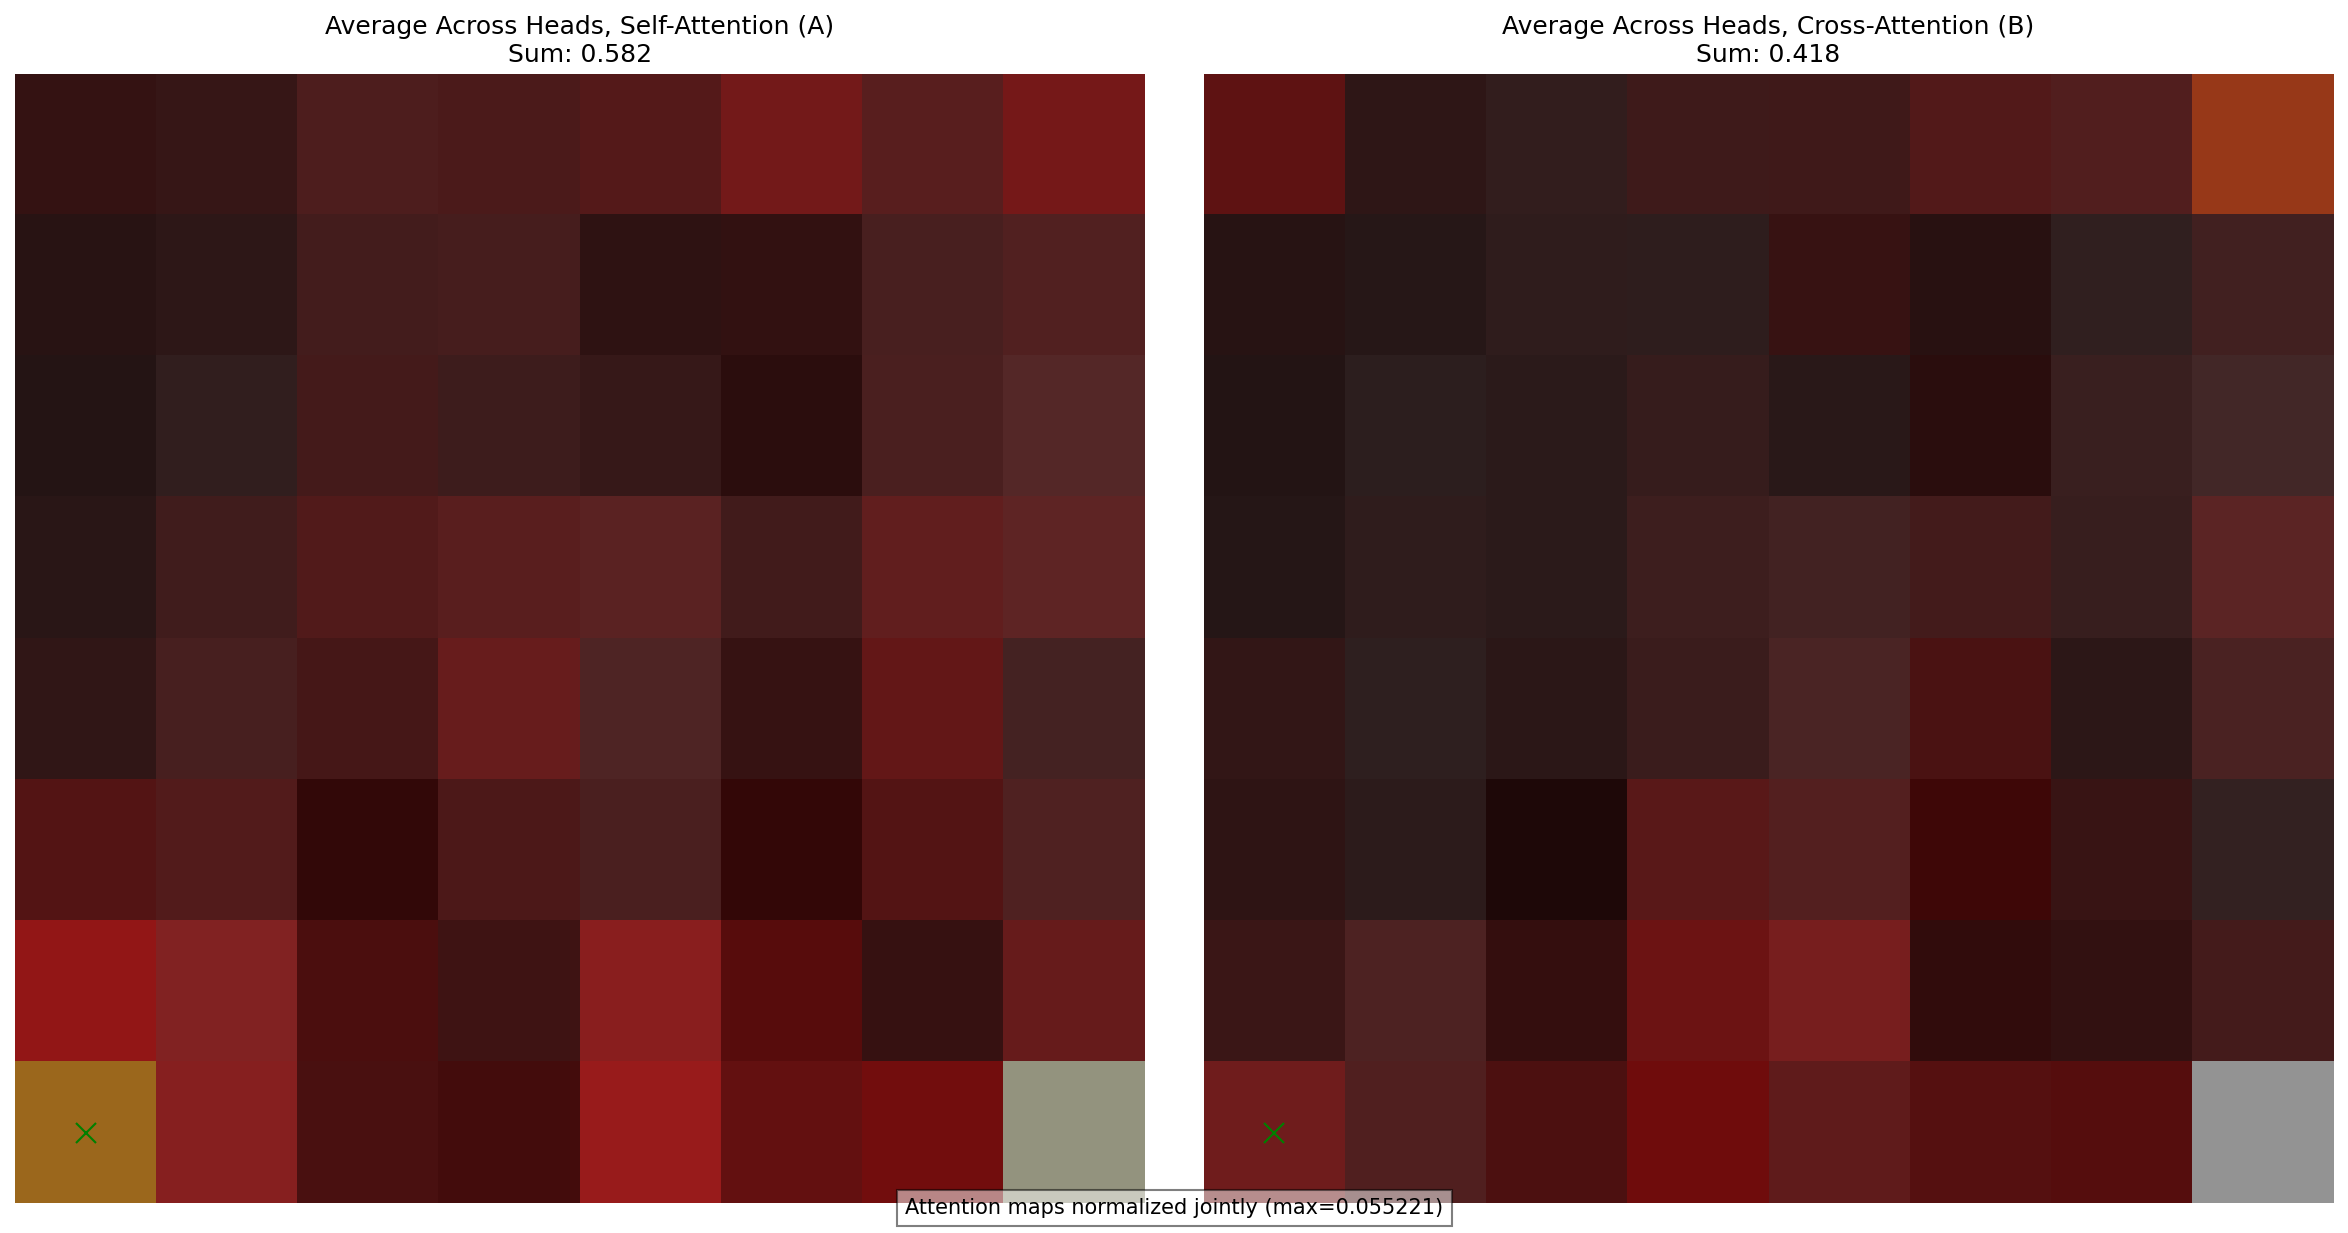 Average Across Heads, Self-Attention (A)
Sum: 0.582
Average Across Heads, Cross-Attention (B)
Sum: 0.418
Attention maps normalized jointly (max=0.055221)